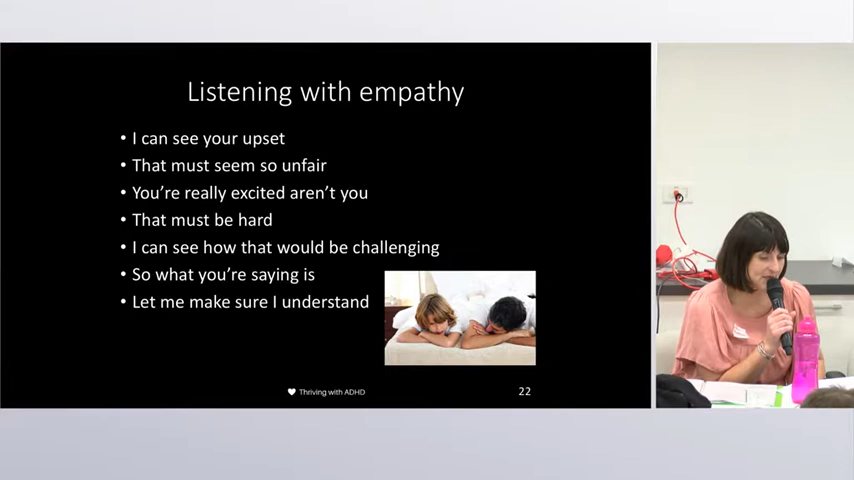 Listening with empathy
• I can see your upset
• That must seem so unfair
• You're really excited aren't you
• That must be hard
• I can see how that would be challenging
• So what you're saying is
• Let me make sure I understand
Thriving with ADHD
22